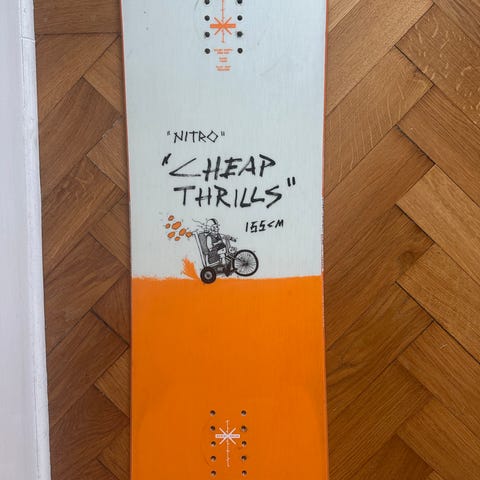 "NITRO"
"CHEAP
THRILLS"
155CM